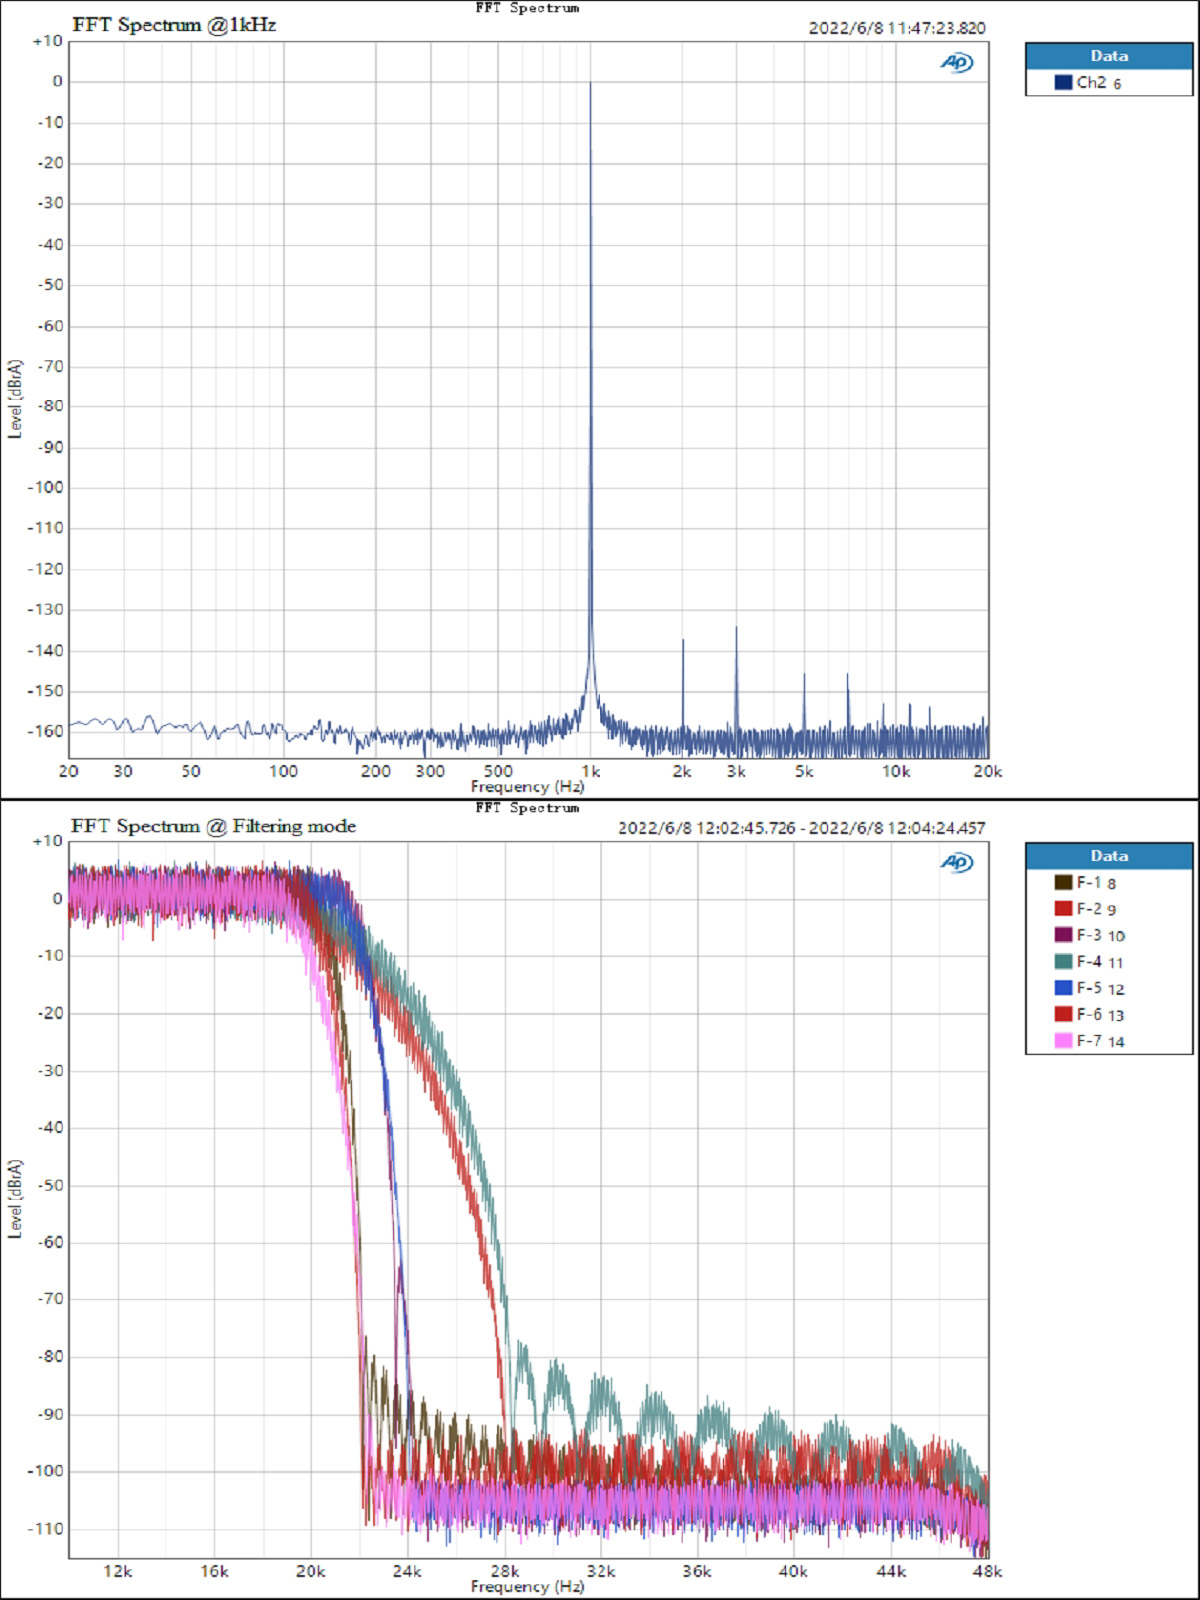 FFT Spectrum
FFT Spectrum @1kHz
2022/6/8 11:47:23.820
AP
Data
Ch2 6
+10
0
-10
-20
-30
-40
-50
-60
-70
-80
-90
-100
-110
-120
-130
-140
-150
-160
Level (dBrA)
20 30 50 100 200 300 500 1k 2k 3k 5k 10k 20k
Frequency (Hz)
FFT Spectrum
FFT Spectrum @ Filtering mode
2022/6/8 12:02:45.726 - 2022/6/8 12:04:24.457
AP
Data
F-1 8
F-2 9
F-3 10
F-4 11
F-5 12
F-6 13
F-7 14
+10
0
-10
-20
-30
-40
-50
-60
-70
-80
-90
-100
-110
Level (dBrA)
12k 16k 20k 24k 28k 32k 36k 40k 44k 48k
Frequency (Hz)